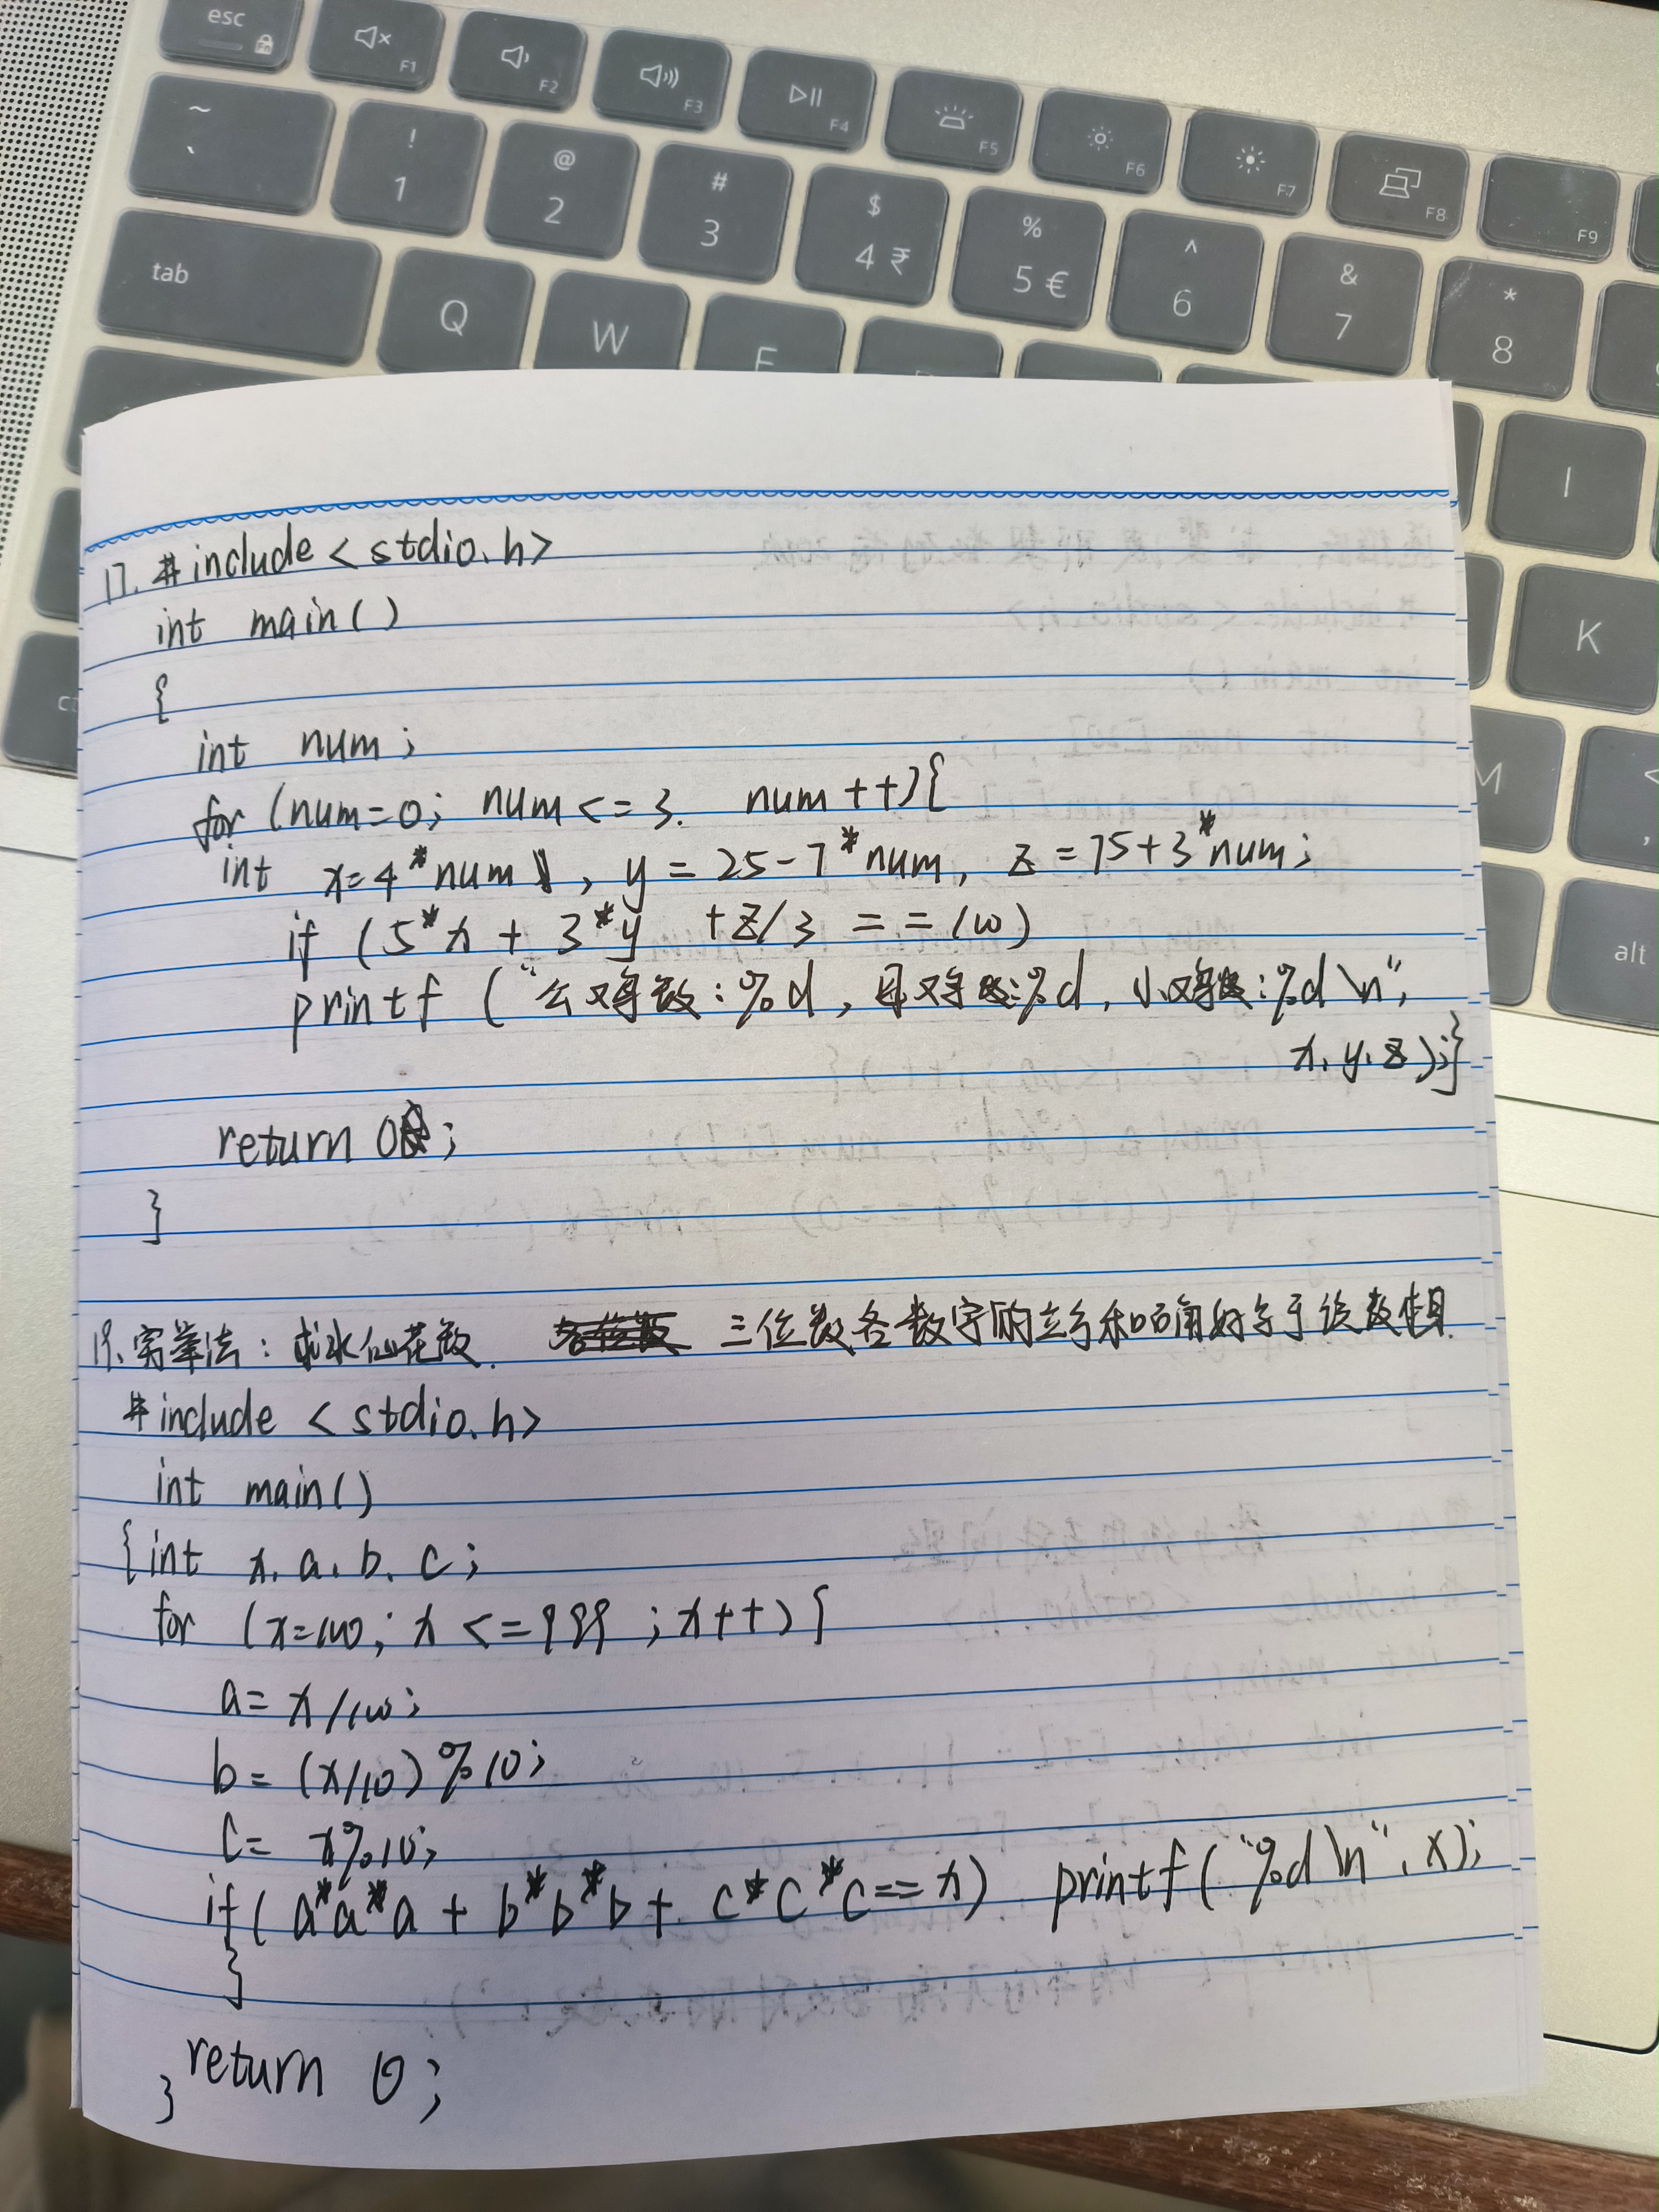 esc
F1
F2
F3
F4
F5
F6
F7
F8
F9
~ `
! 1
@ 2
# 3
$ 4 ₹
% 5 €
^ 6
& 7
* 8
tab
Q
W
I
K
M
alt
17. #include <stdio.h>
int main()
{
int num;
for (num=0; num<=3. num++){
int x=4*num, y=25-7*num, z=75+3*num;
if (5*x + 3*y +z/3 == 100)
printf ("公鸡数:%d,母鸡数:%d,小鸡数:%d\n",
x,y,z);}
return 0;
}
19.穷举法:求水仙花数. 三位数各数字的立方和正好等于该数本身.
#include <stdio.h>
int main()
{int x,a,b,c;
for (x=100; x<=999; x++){
a=x/100;
b=(x/10)%10;
c=x%10;
if(a*a*a + b*b*b + c*c*c==x) printf("%d\n",x);
}
return 0;
}